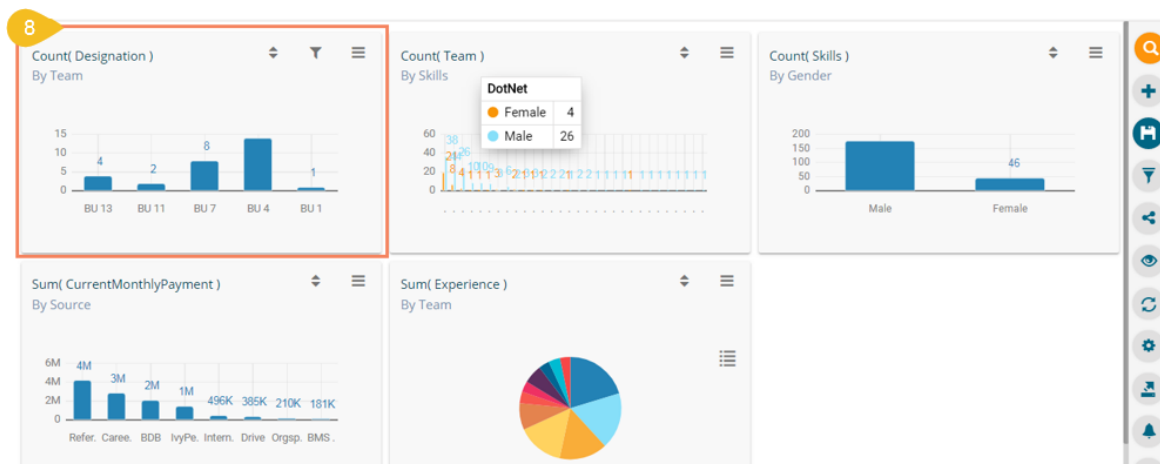 8
Count( Designation )
By Team
15
10
5
0
4
2
8
1
BU 13 BU 11 BU 7 BU 4 BU 1
Count( Team )
By Skills
DotNet
Female 4
Male 26
60
40
20
0
38
Count( Skills )
By Gender
200
150
100
50
0
46
Male Female
Sum( CurrentMonthlyPayment )
By Source
6M
4M
2M
0
4M 3M 2M 1M 496K 385K 210K 181K
Refer. Caree. BDB IvyPe. Intern. Drive Orgsp. BMS .
Sum( Experience )
By Team